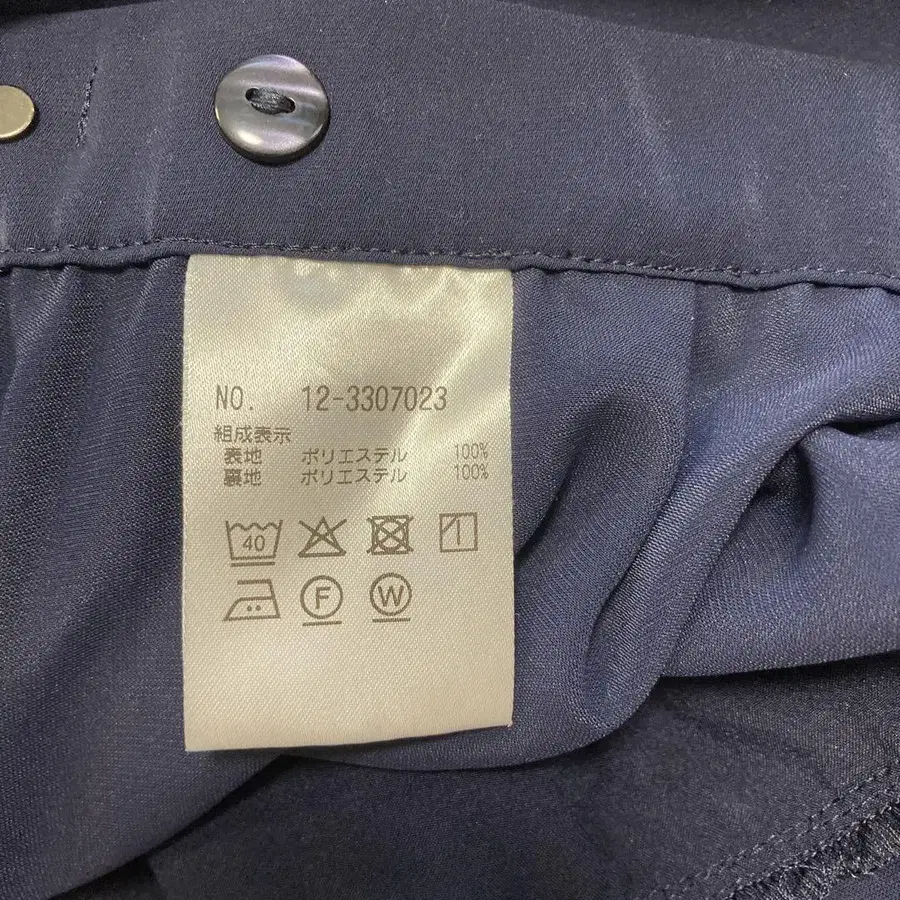 NO. 12-3307023
組成表示
表地 ポリエステル 100%
裏地 ポリエステル 100%
40
F W